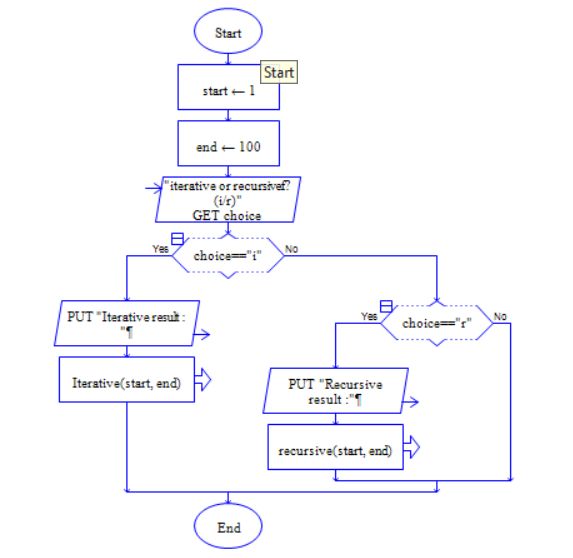 Start
Start
start ← 1
end ← 100
"iterative or recursivef?
(i/r)"
GET choice
Yes
choice=="i"
No
PUT "Iterative result :
"¶
Iterative(start, end)
Yes
choice=="r"
No
PUT "Recursive
result :"¶
recursive(start, end)
End